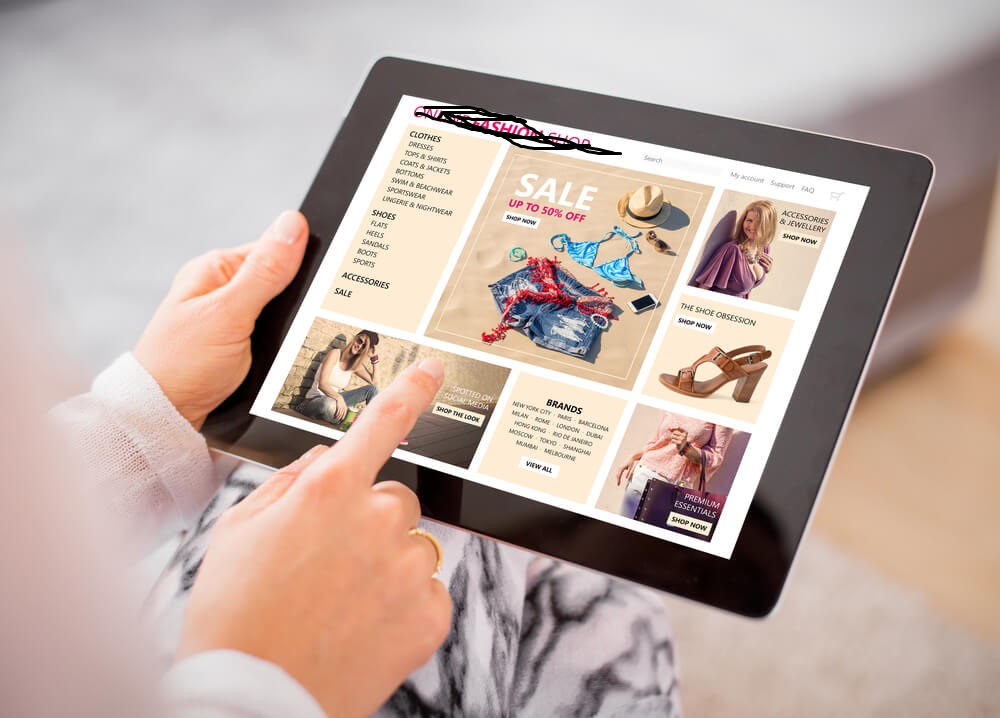 FASHION SHOP
Search
My account Support FAQ
CLOTHES
DRESSES
TOPS & SHIRTS
COATS & JACKETS
BOTTOMS
SWIM & BEACHWEAR
SPORTSWEAR
LINGERIE & NIGHTWEAR
SHOES
FLATS
HEELS
SANDALS
BOOTS
SPORTS
ACCESSORIES
SALE
SALE
UP TO 50% OFF
SHOP NOW
ACCESSORIES
& JEWELLERY
SHOP NOW
THE SHOE OBSESSION
SHOP NOW
SPOTTED ON
SOCIAL MEDIA
SHOP THE LOOK
BRANDS
NEW YORK CITY · PARIS · BARCELONA
MILAN · ROME · LONDON · DUBAI
HONG KONG · RIO DE JANEIRO
MOSCOW · TOKYO · SHANGHAI
MUMBAI · MELBOURNE
VIEW ALL
PREMIUM
ESSENTIALS
SHOP NOW